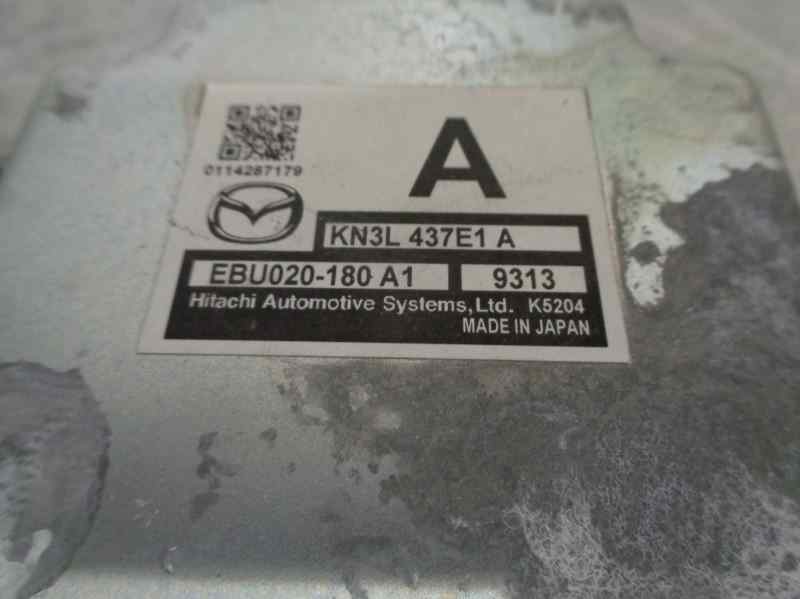 A
0114287179
KN3L 437E1 A
EBU020-180 A1 9313
Hitachi Automotive Systems,Ltd. K5204
MADE IN JAPAN